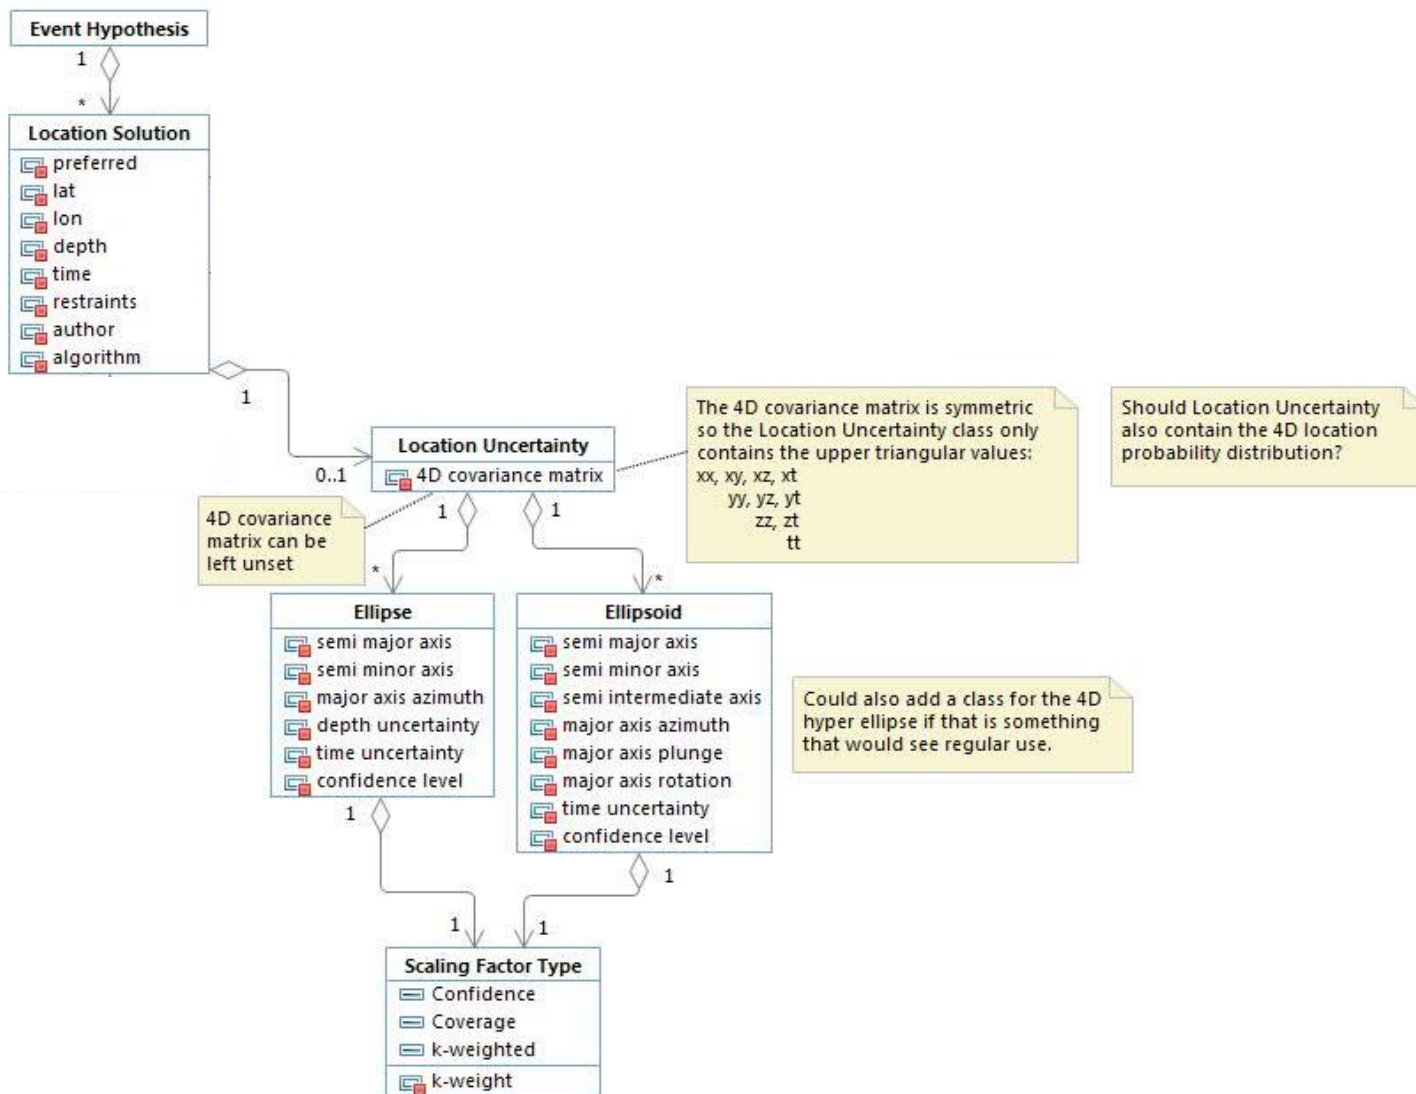 Event Hypothesis
1
*
Location Solution
preferred
lat
lon
depth
time
restraints
author
algorithm
1
0..1
Location Uncertainty
4D covariance matrix
The 4D covariance matrix is symmetric
so the Location Uncertainty class only
contains the upper triangular values:
xx, xy, xz, xt
yy, yz, yt
zz, zt
tt
Should Location Uncertainty
also contain the 4D location
probability distribution?
4D covariance
matrix can be
left unset
1
1
*
*
Ellipse
semi major axis
semi minor axis
major axis azimuth
depth uncertainty
time uncertainty
confidence level
Ellipsoid
semi major axis
semi minor axis
semi intermediate axis
major axis azimuth
major axis plunge
major axis rotation
time uncertainty
confidence level
Could also add a class for the 4D
hyper ellipse if that is something
that would see regular use.
1
1
1
1
Scaling Factor Type
Confidence
Coverage
k-weighted
k-weight